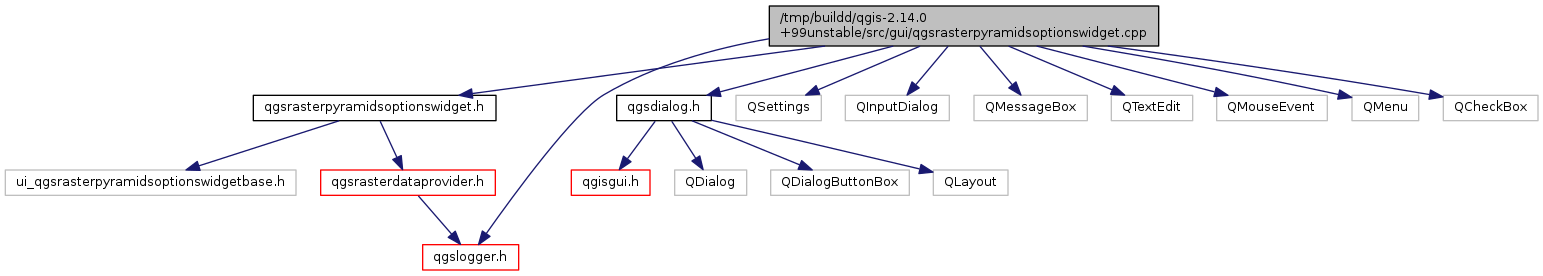 /tmp/buildd/qgis-2.14.0
+99unstable/src/gui/qgsrasterpyramidsoptionswidget.cpp
qgsrasterpyramidsoptionswidget.h
qgsdialog.h
QSettings
QInputDialog
QMessageBox
QTextEdit
QMouseEvent
QMenu
QCheckBox
ui_qgsrasterpyramidsoptionswidgetbase.h
qgsrasterdataprovider.h
qgisgui.h
QDialog
QDialogButtonBox
QLayout
qgslogger.h